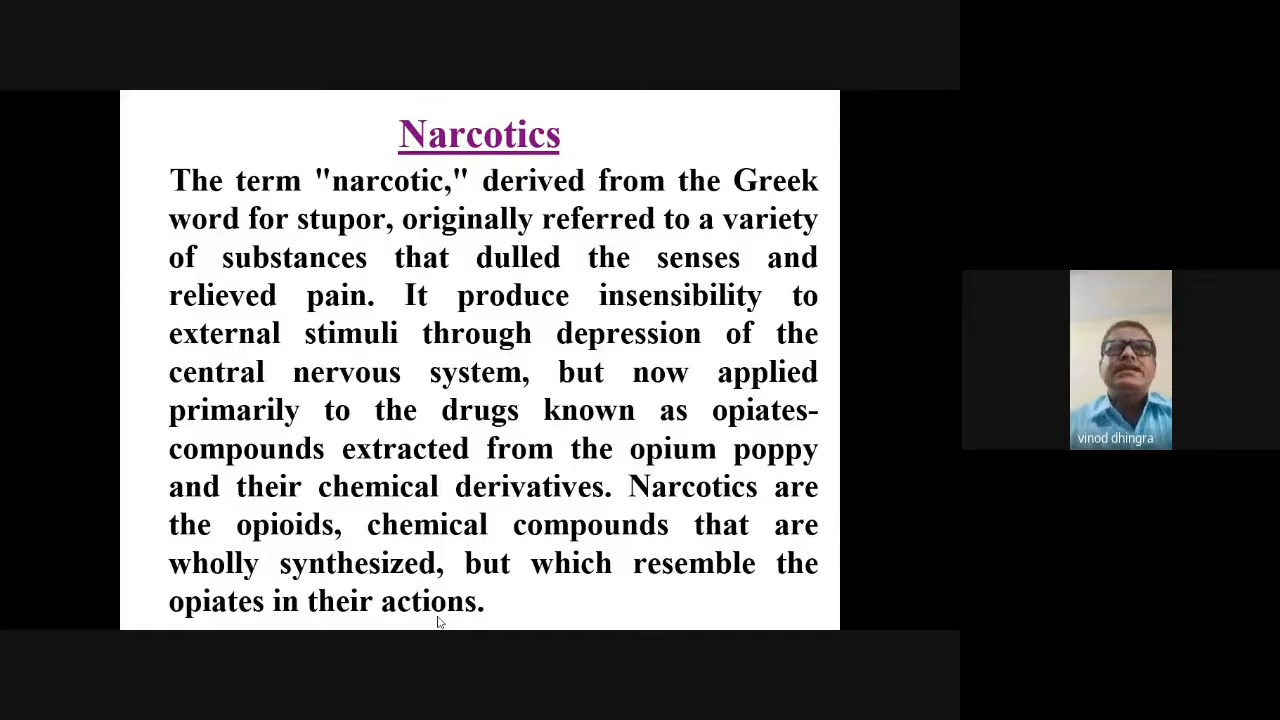 Narcotics
The term "narcotic," derived from the Greek
word for stupor, originally referred to a variety
of substances that dulled the senses and
relieved pain. It produce insensibility to
external stimuli through depression of the
central nervous system, but now applied
primarily to the drugs known as opiates-
compounds extracted from the opium poppy
and their chemical derivatives. Narcotics are
the opioids, chemical compounds that are
wholly synthesized, but which resemble the
opiates in their actions.
vinod dhingra